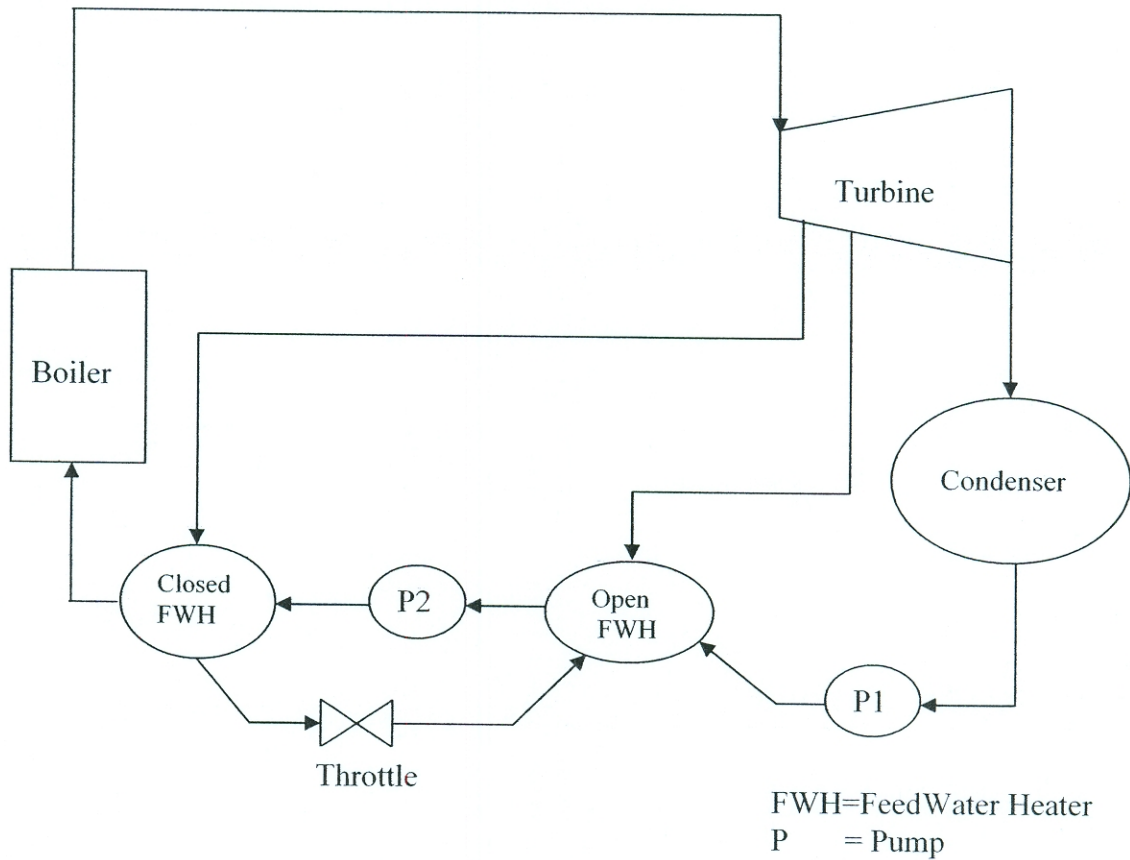 Turbine
Boiler
Condenser
Closed
FWH
P2
Open
FWH
P1
Throttle
FWH=FeedWater Heater
P = Pump